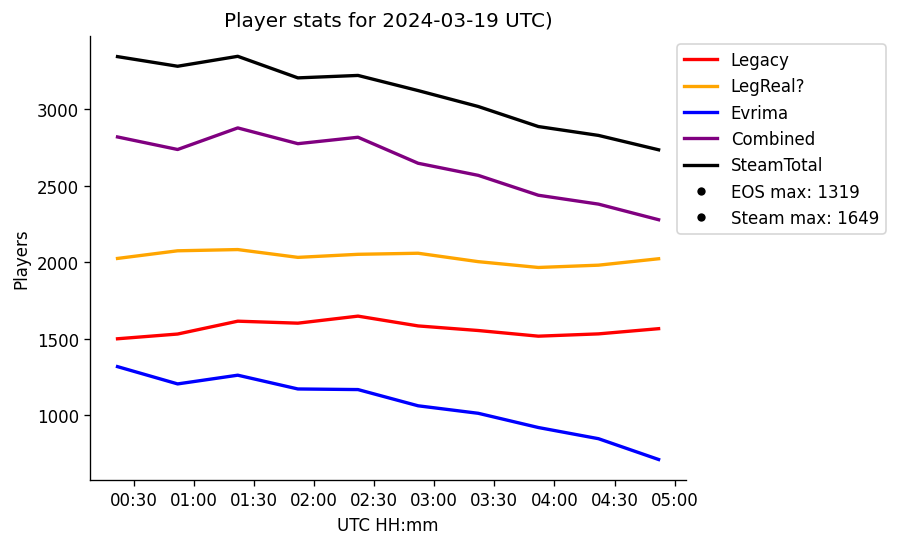 Player stats for 2024-03-19 UTC)
Legacy
LegReal?
Evrima
Combined
SteamTotal
EOS max: 1319
Steam max: 1649
Players
3000
2500
2000
1500
1000
00:30 01:00 01:30 02:00 02:30 03:00 03:30 04:00 04:30 05:00
UTC HH:mm